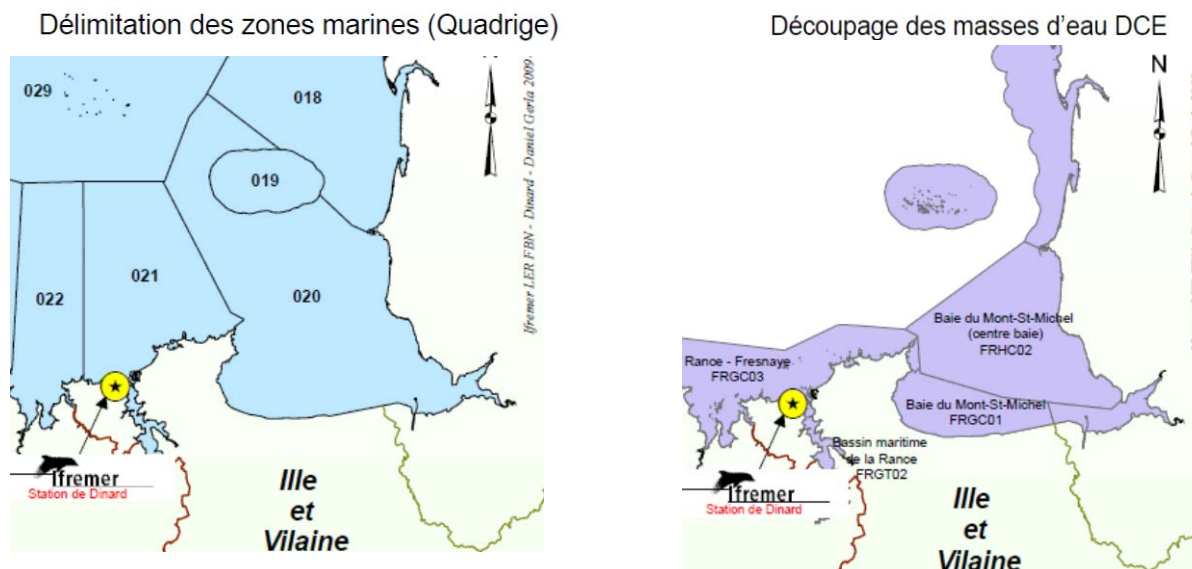 Délimitation des zones marines (Quadrige)
029
018
019
021
022
020
Ifremer LER FBN - Dinard - Daniel Gerla 2009
Ifremer
Station de Dinard
Ille
et
Vilaine
Découpage des masses d'eau DCE
N
Baie du Mont-St-Michel
(centre baie)
FRHC02
Rance - Fresnaye
FRGC03
Baie du Mont-St-Michel
FRGC01
Bassin maritime
de la Rance
FRGT02
Ifremer
Station de Dinard
Ille
et
Vilaine